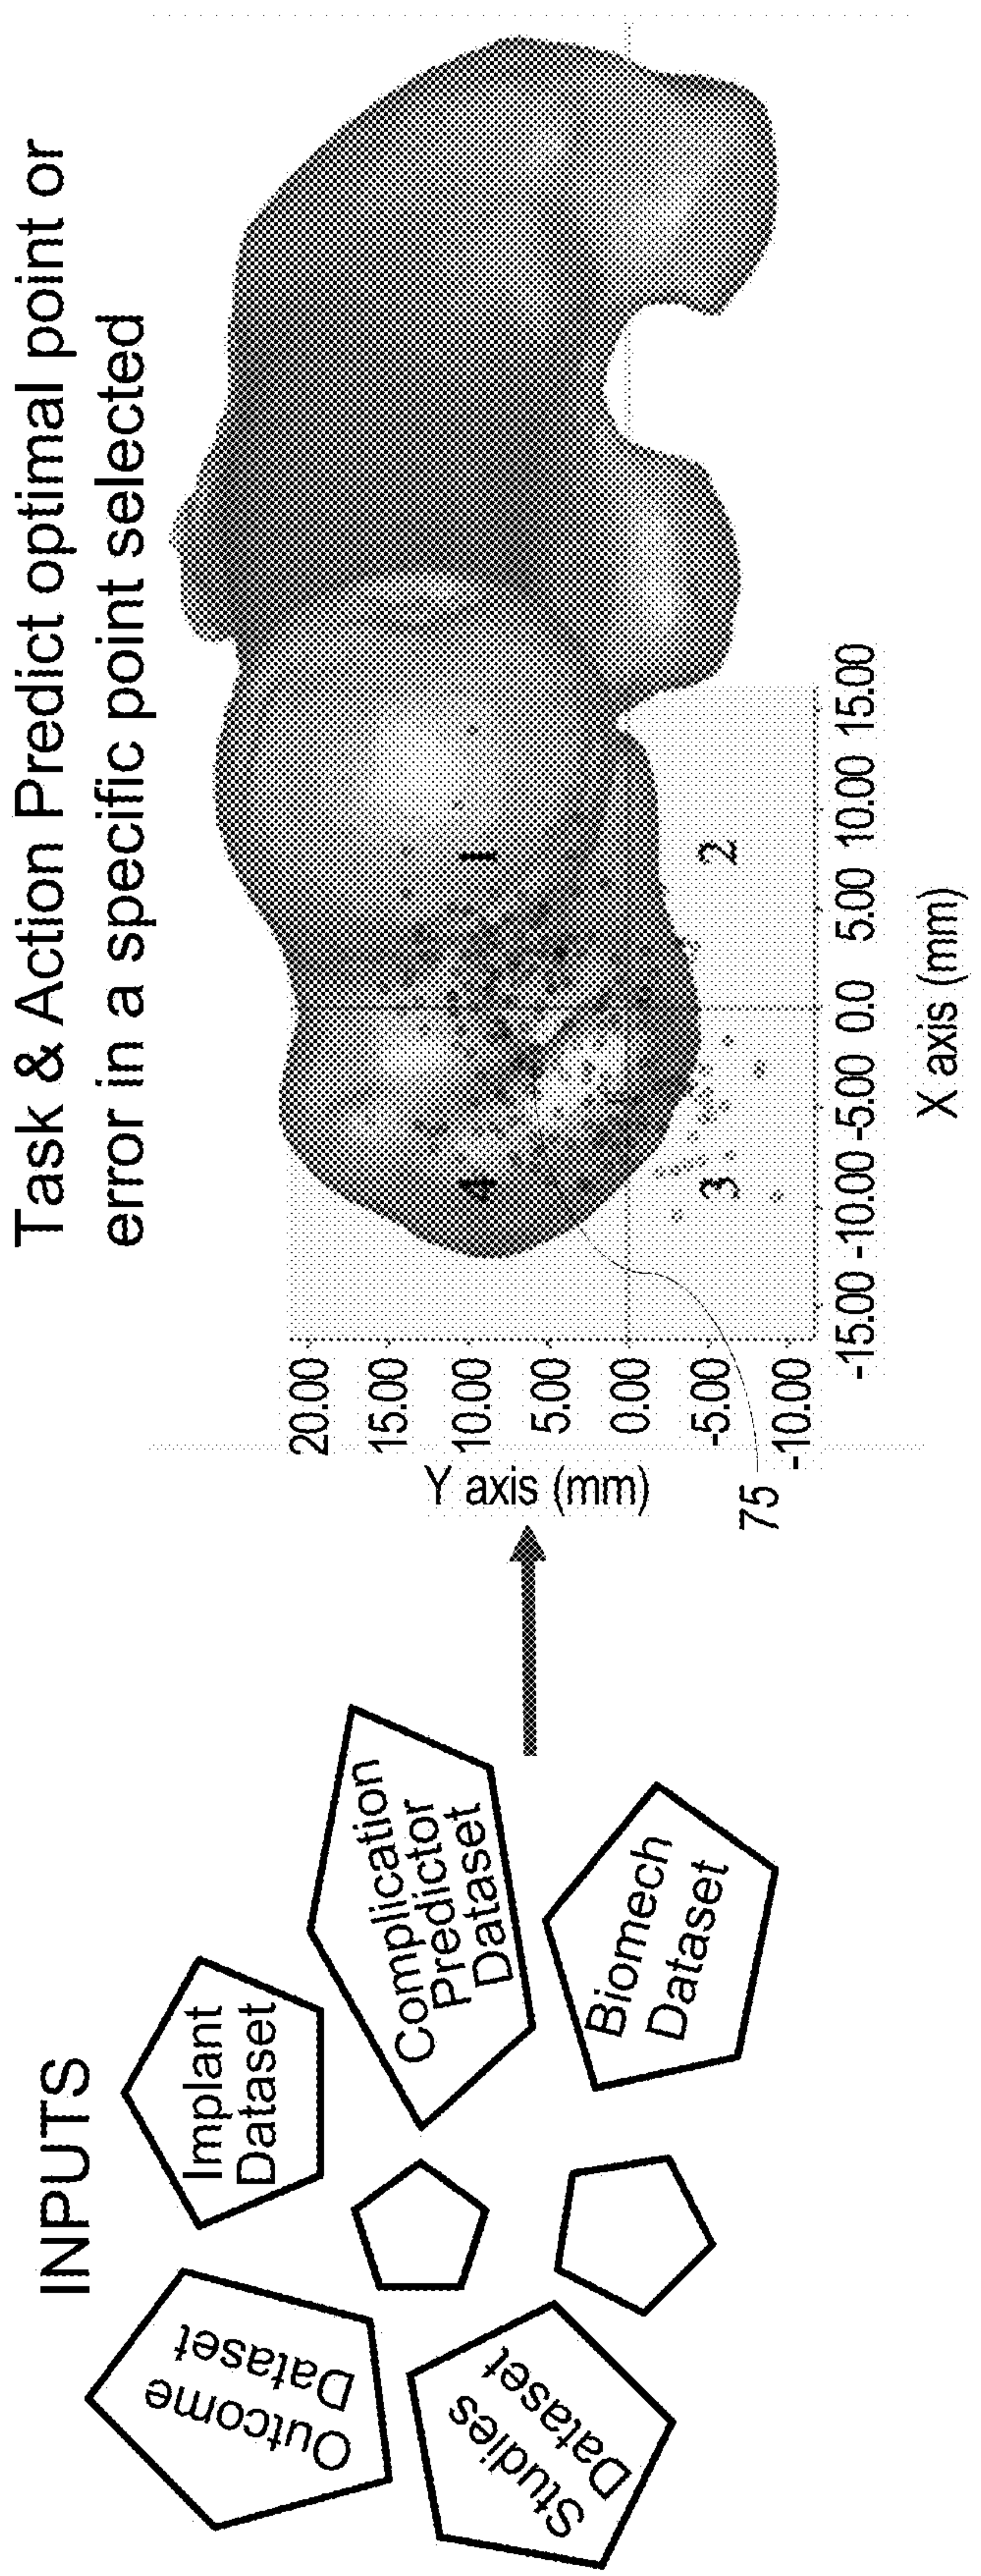 INPUTS
Outcome
Dataset
Implant
Dataset
Studies
Dataset
Complication
Predictor
Dataset
Biomech
Dataset
Task & Action Predict optimal point or
error in a specific point selected
Y axis (mm)
20.00
15.00
10.00
5.00
0.00
-5.00
-10.00
4
1
3
2
75
-15.00 -10.00 -5.00 0.0 5.00 10.00 15.00
X axis (mm)